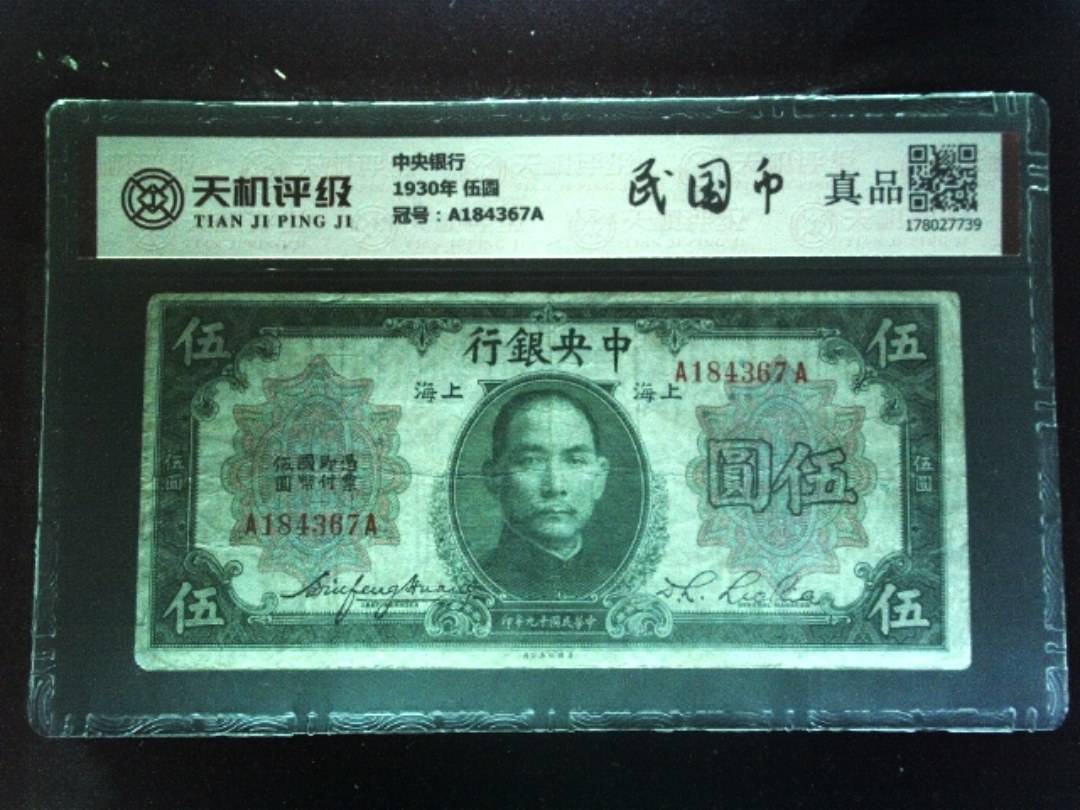 天机评级
TIAN JI PING JI
中央银行
1930年 伍圆
冠号：A184367A
民国币
真品
178027739
伍
行銀央中
伍
海上
海上
A184367A
伍圓
憑票即付國幣伍圓
圓伍
伍圓
A184367A
伍
印年九十國民華中
GENERAL MANAGER
伍